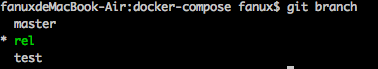 fanuxdeMacBook-Air:docker-compose fanux$ git branch
  master
* rel
  test